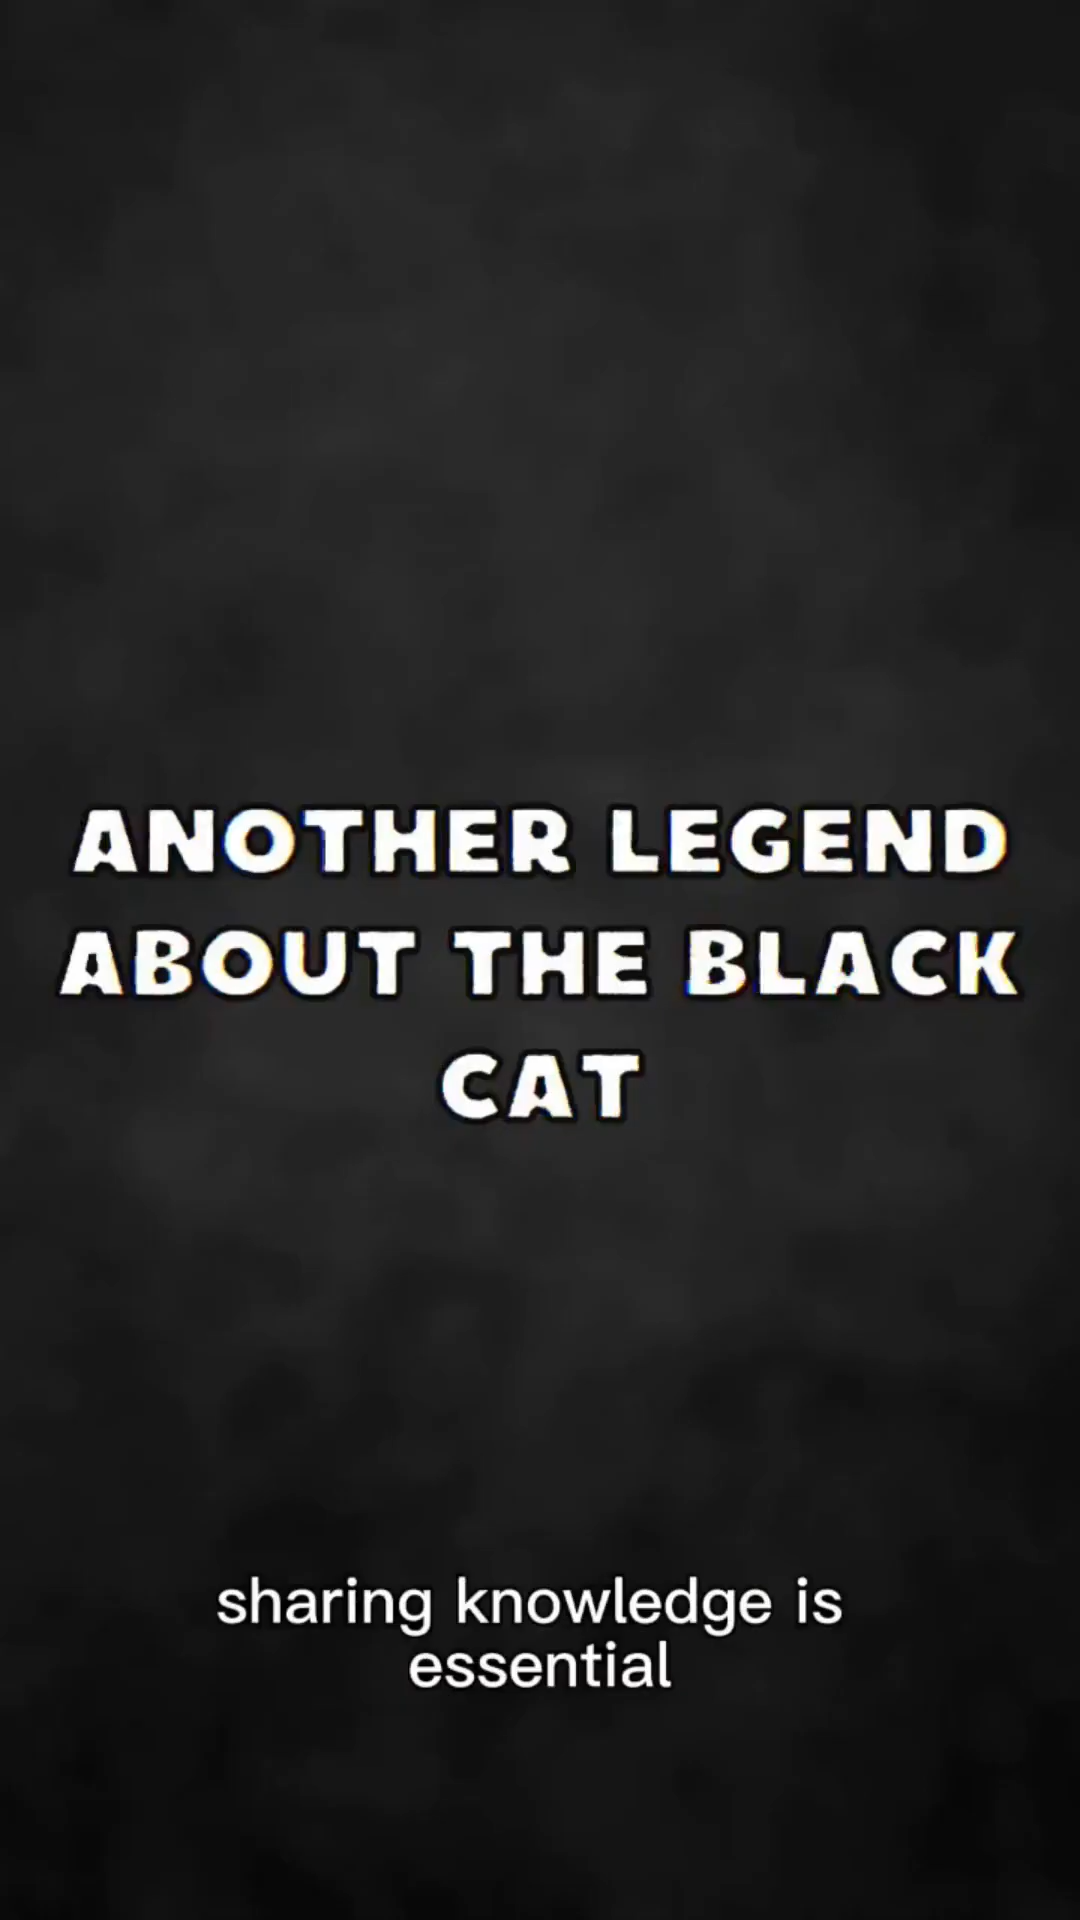 ANOTHER LEGEND
ABOUT THE BLACK
CAT
sharing knowledge is
essential